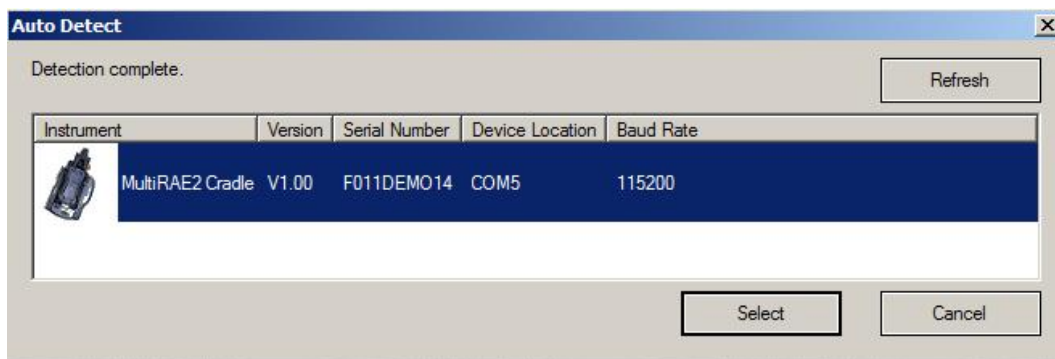 Auto Detect
Detection complete.
Refresh
Instrument Version Serial Number Device Location Baud Rate
MultiRAE2 Cradle V1.00 F011DEMO14 COM5 115200
Select Cancel